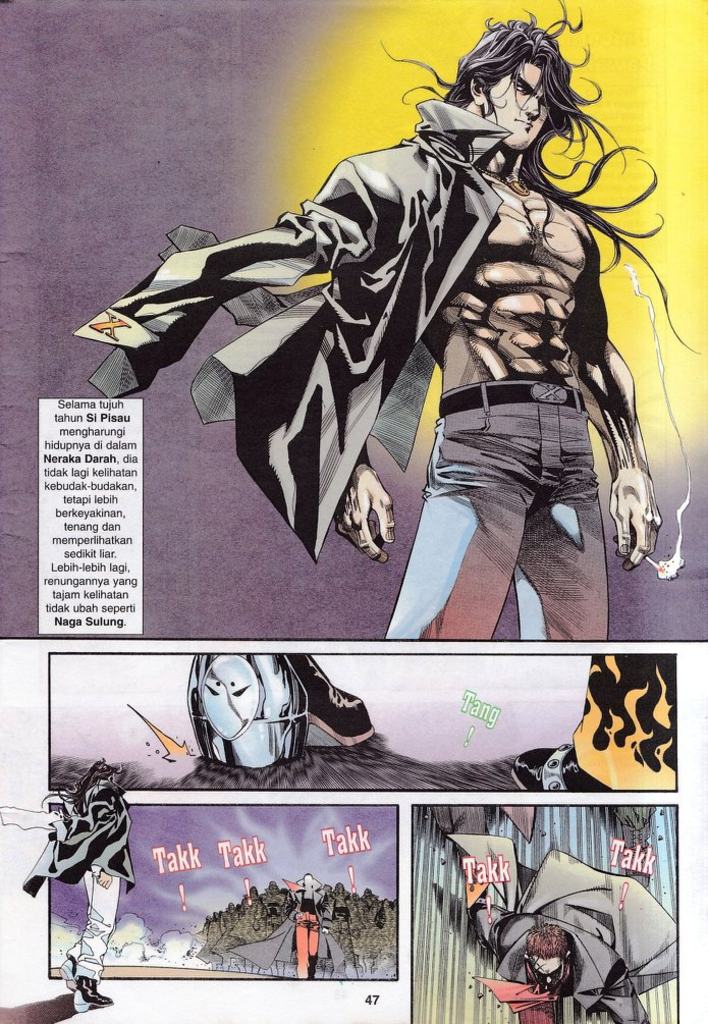 Selama tujuh
tahun Si Pisau
mengharungi
hidupnya di dalam
Neraka Darah, dia
tidak lagi kelihatan
kebudak-budakan,
tetapi lebih
berkeyakinan,
tenang dan
memperlihatkan
sedikit liar.
Lebih-lebih lagi,
renungannya yang
tajam kelihatan
tidak ubah seperti
Naga Sulung.
X
X
Tang
!
Takk
!
Takk
!
Takk
!
Takk
!
Takk
!
47